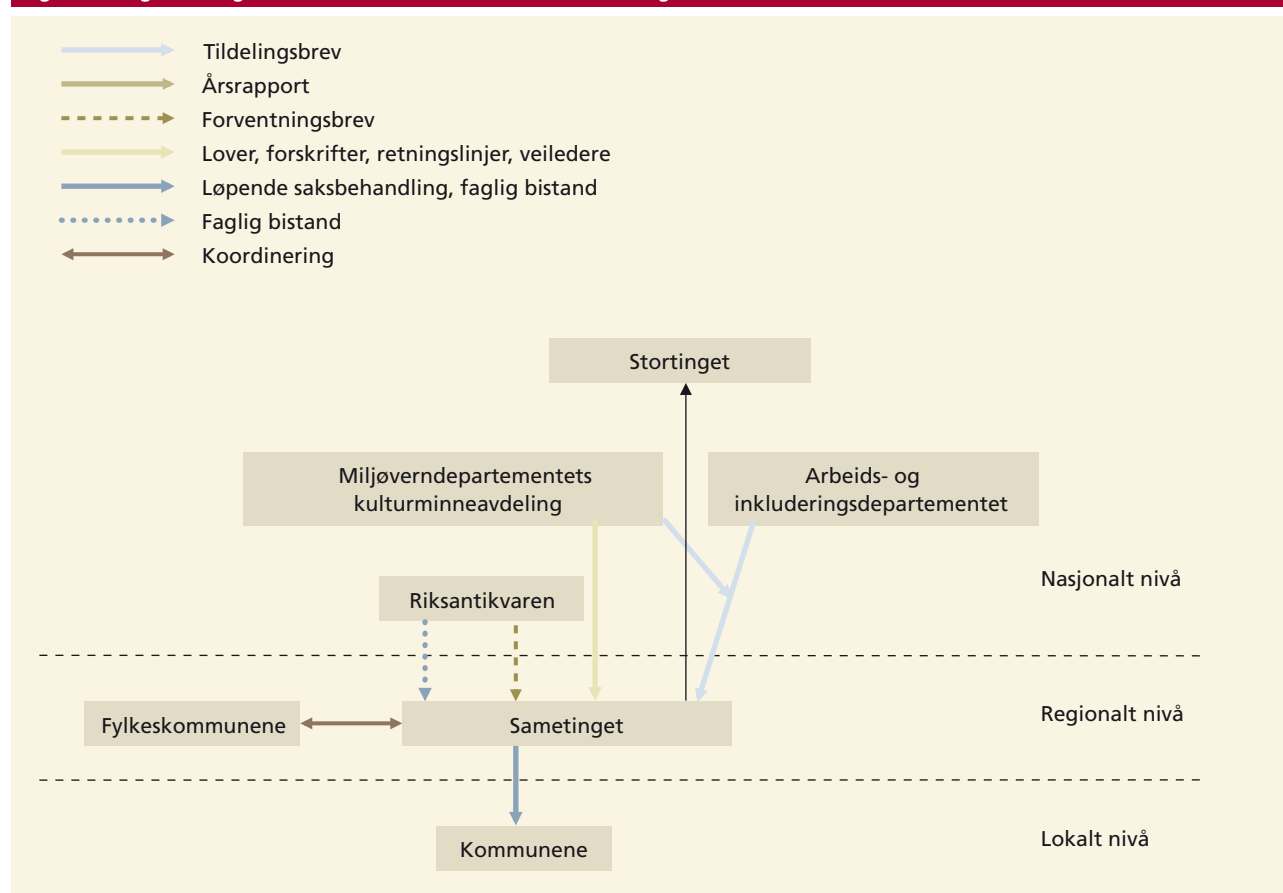 Tildelingsbrev
Årsrapport
Forventningsbrev
Lover, forskrifter, retningslinjer, veiledere
Løpende saksbehandling, faglig bistand
Faglig bistand
Koordinering
Stortinget
Miljøverndepartementets
kulturminneavdeling
Arbeids- og
inkluderingsdepartementet
Nasjonalt nivå
Riksantikvaren
Fylkeskommunene
Sametinget
Regionalt nivå
Kommunene
Lokalt nivå